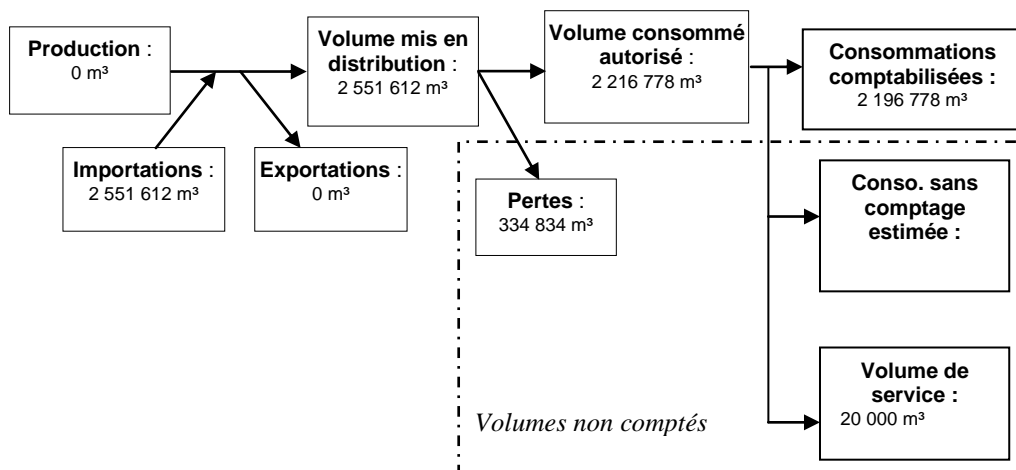 Production :
0 m³
Volume mis en
distribution :
2 551 612 m³
Volume consommé
autorisé :
2 216 778 m³
Consommations
comptabilisées :
2 196 778 m³
Importations :
2 551 612 m³
Exportations :
0 m³
Pertes :
334 834 m³
Conso. sans
comptage
estimée :
Volume de
service :
20 000 m³
Volumes non comptés